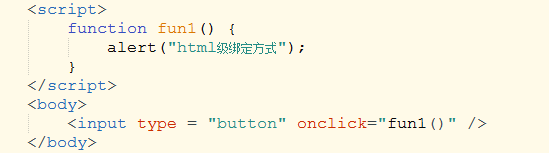 <script>
function fun1() {
alert("html级绑定方式");
}
</script>
<body>
<input type = "button" onclick="fun1()" />
</body>